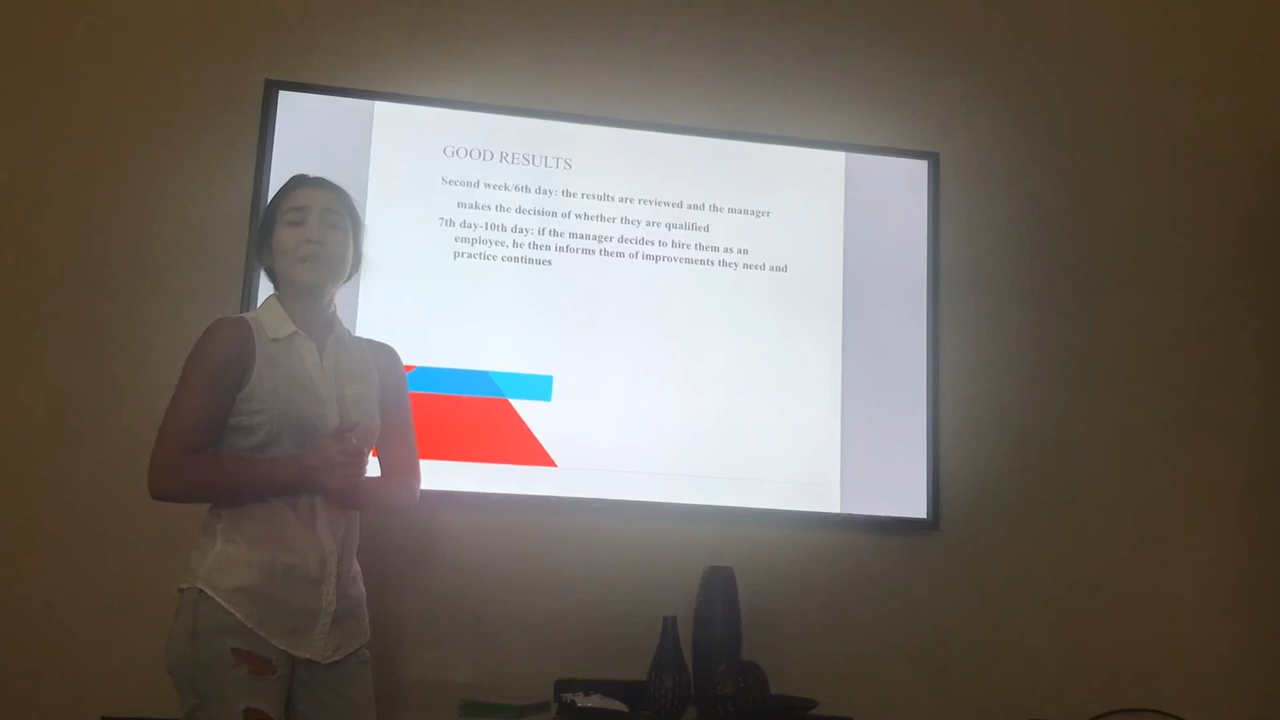 GOOD RESULTS
Second week/6th day: the results are reviewed and the manager
makes the decision of whether they are qualified
7th day-10th day: if the manager decides to hire them as an
employee, he then informs them of improvements they need and
practice continues